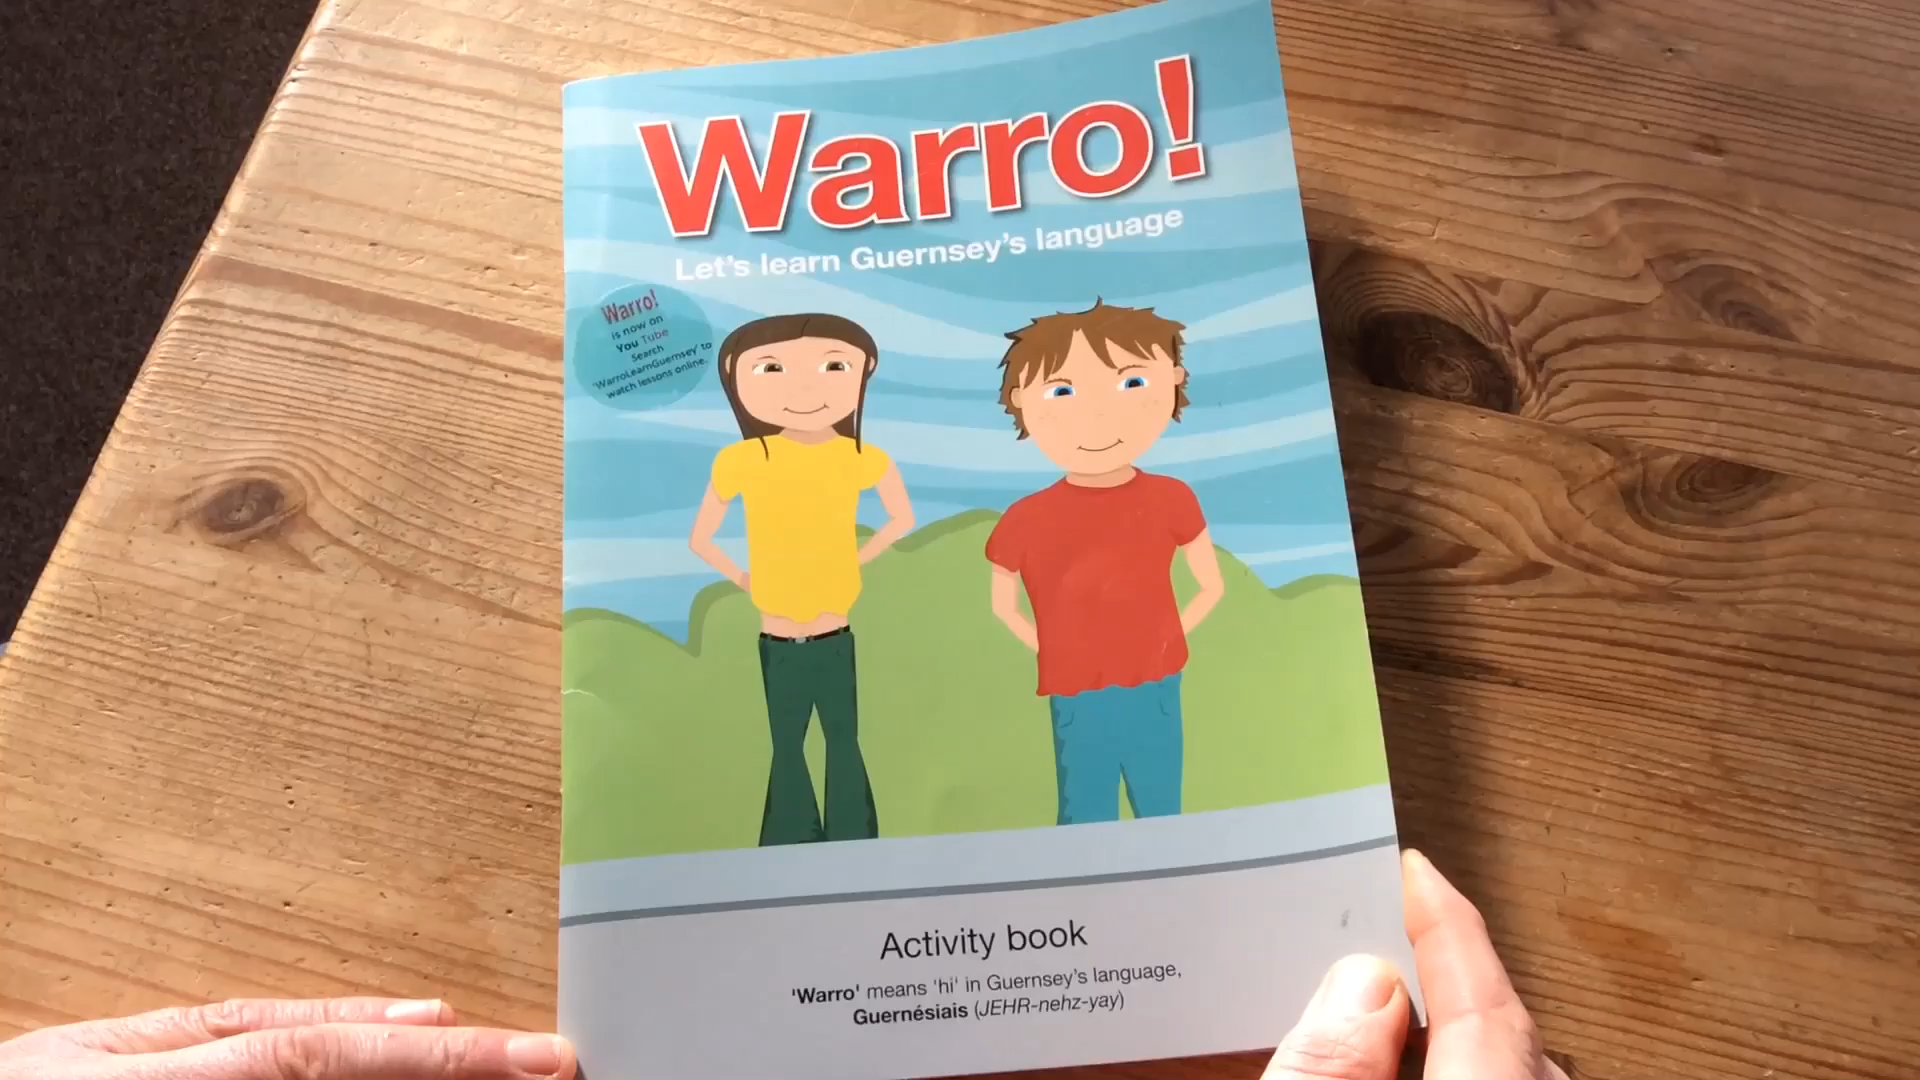 Warro!
Let's learn Guernsey's language
Warro!
is now on
You Tube
Search
'WarroLearnGuernsey' to
watch lessons online.
Activity book
'Warro' means 'hi' in Guernsey's language,
Guernésiais (JEHR-nehz-yay)